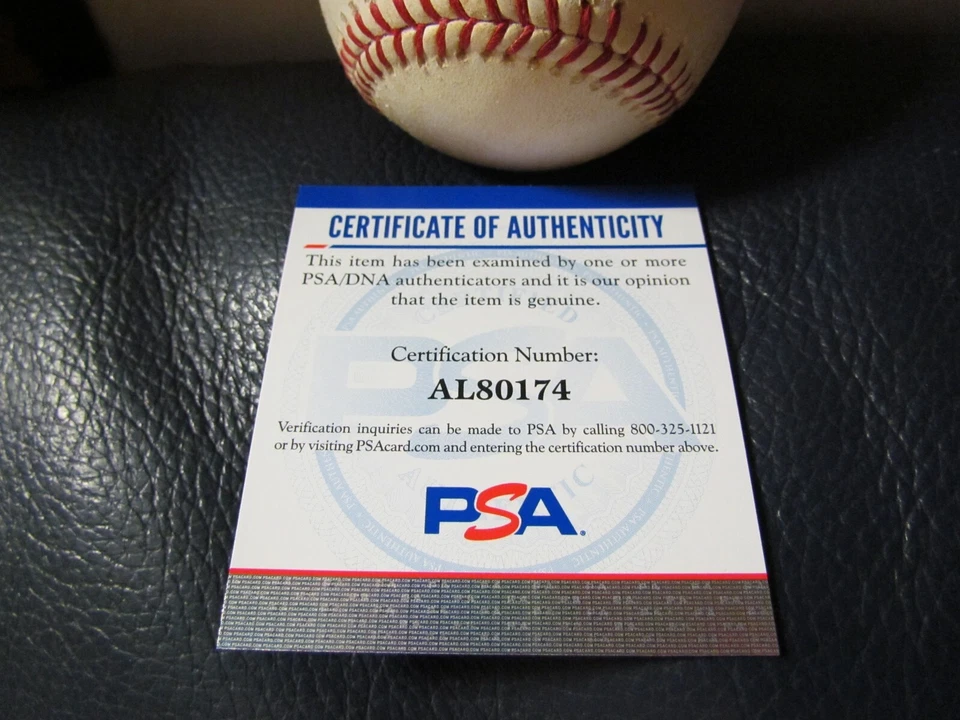 CERTIFICATE OF AUTHENTICITY
This item has been examined by one or more
PSA/DNA authenticators and it is our opinion
that the item is genuine.
Certification Number:
AL80174
Verification inquiries can be made to PSA by calling 800-325-1121
or by visiting PSAcard.com and entering the certification number above.
PSA